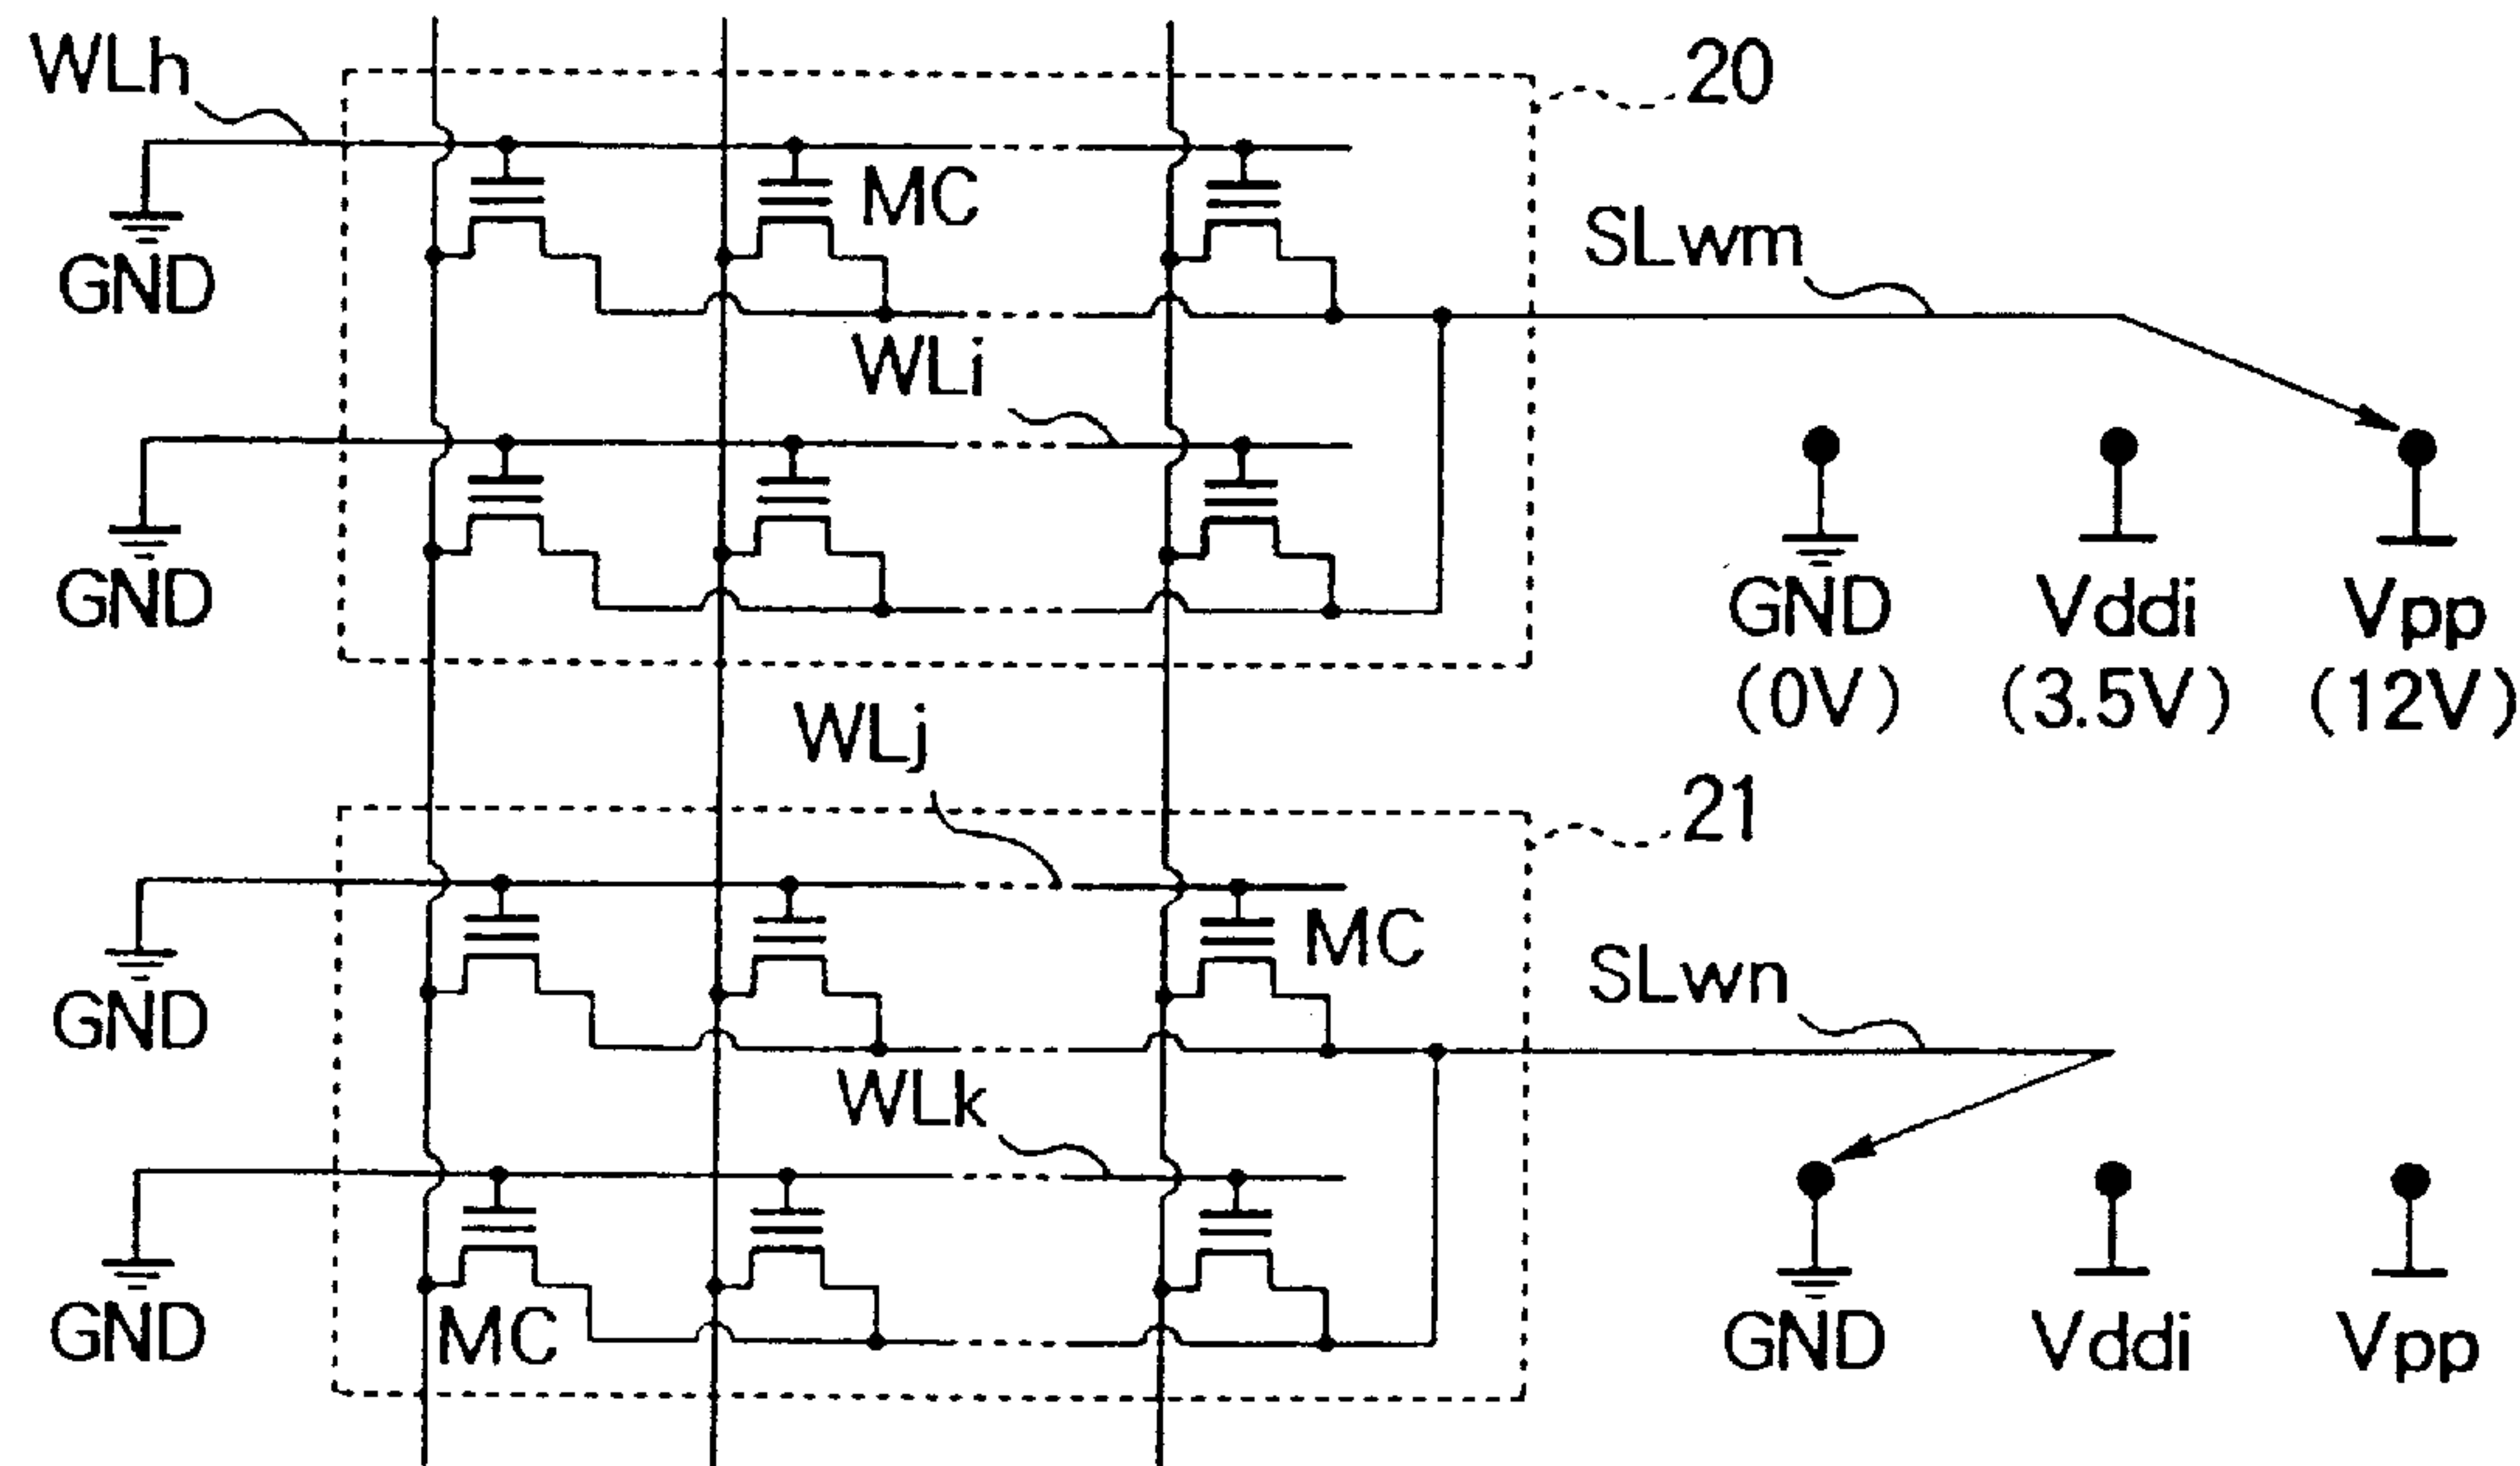 WLh
20
MC
GND
SLwm
WLi
GND
GND Vddi Vpp
(0V) (3.5V) (12V)
WLj
21
MC
GND
SLwn
WLk
GND
MC
GND Vddi Vpp